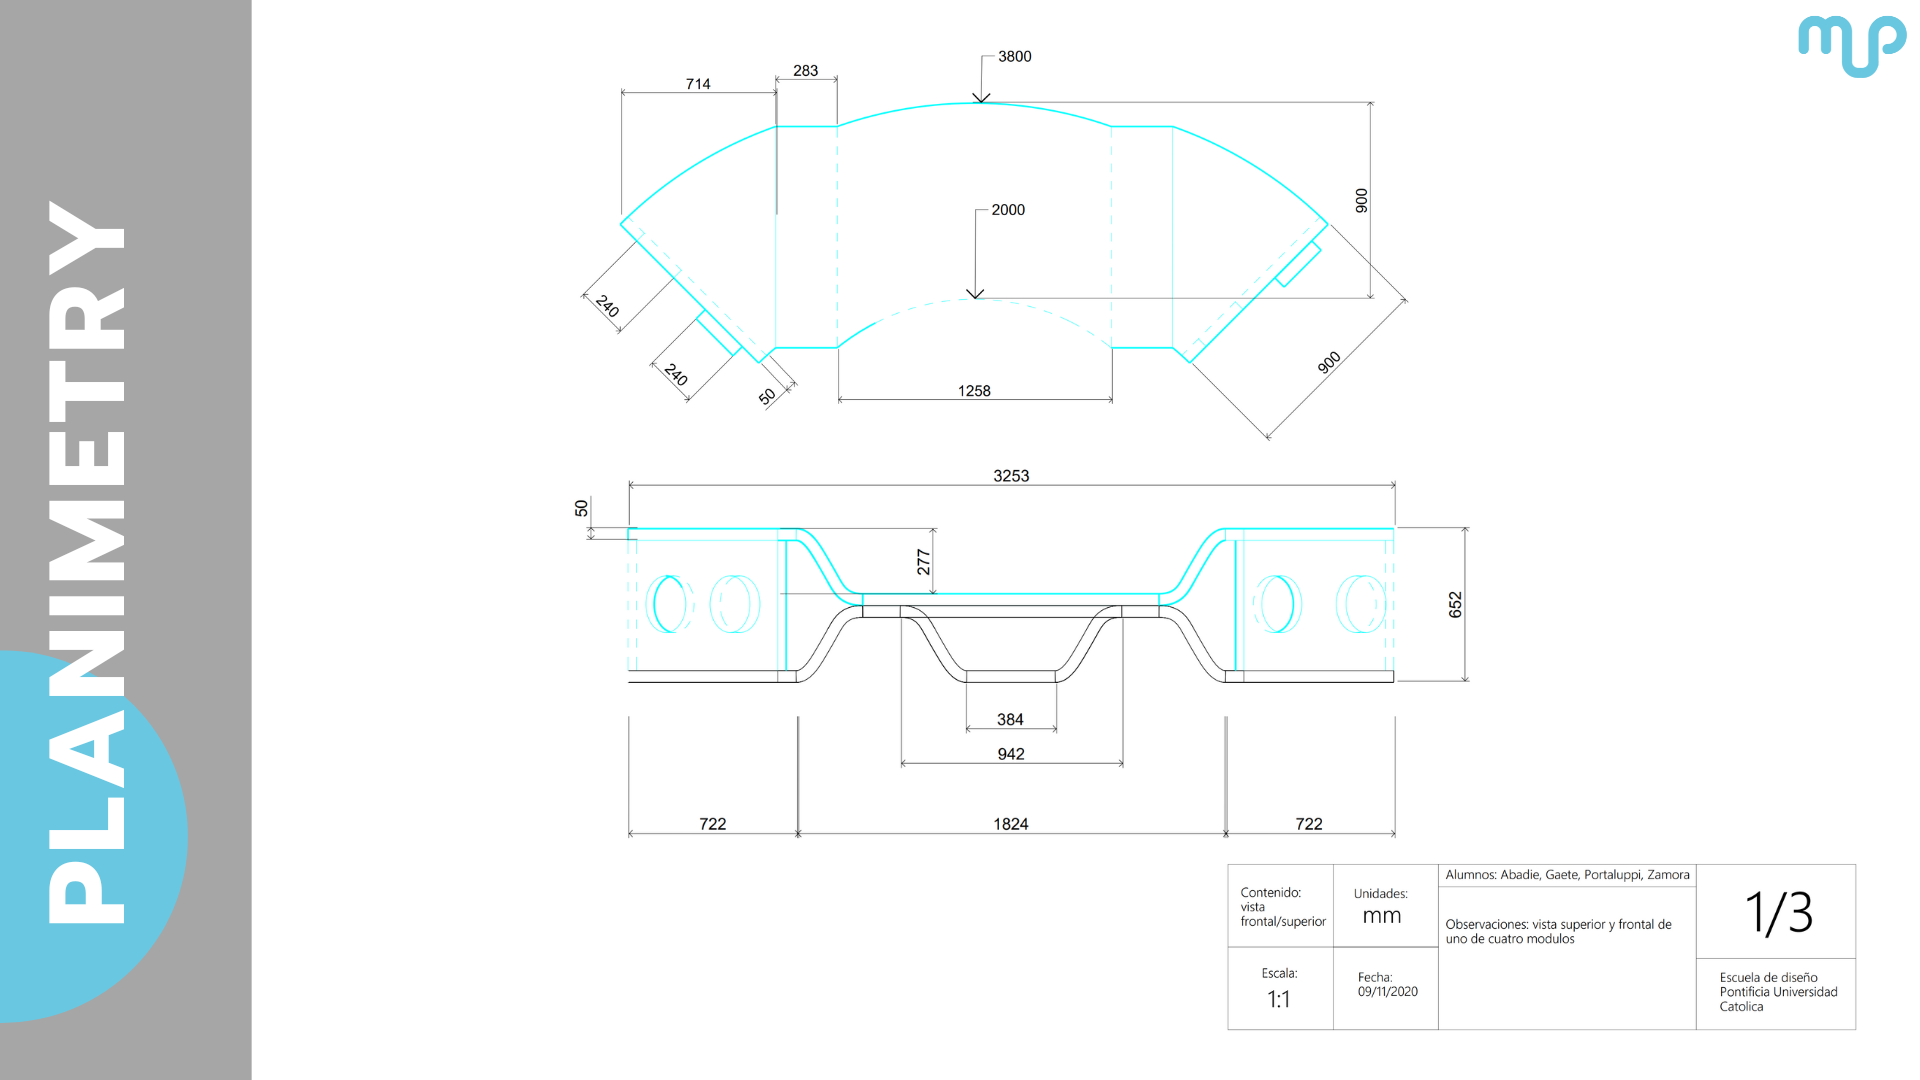 PLANIMETRY
mup
3800
283
714
2000
900
240
240
50
1258
900
3253
50
277
652
384
942
722
1824
722
Contenido:
vista
frontal/superior
Unidades:
mm
Escala:
1:1
Fecha:
09/11/2020
Alumnos: Abadie, Gaete, Portaluppi, Zamora
Observaciones: vista superior y frontal de
uno de cuatro modulos
1/3
Escuela de diseño
Pontificia Universidad
Catolica